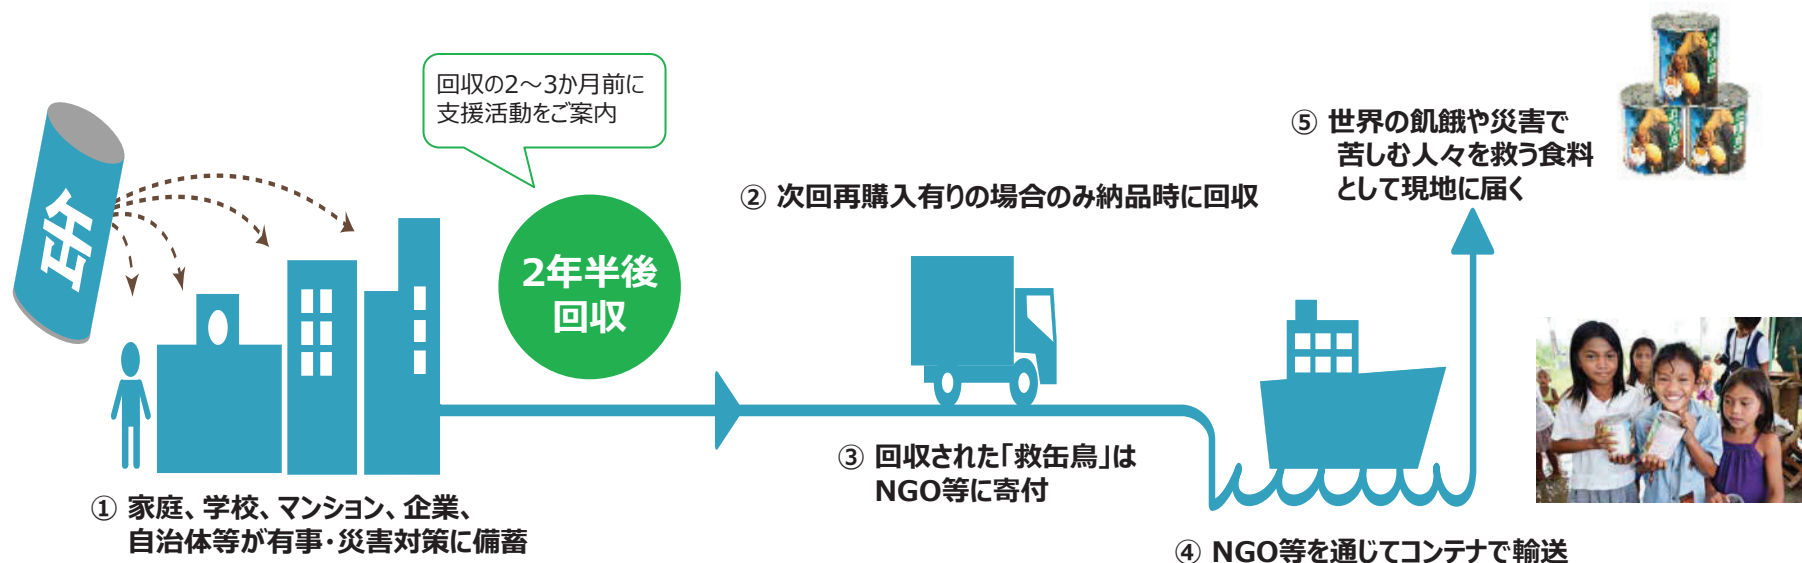 缶
回収の2～3か月前に
支援活動をご案内
2年半後
回収
① 家庭、学校、マンション、企業、
自治体等が有事・災害対策に備蓄
② 次回再購入有りの場合のみ納品時に回収
③ 回収された「救缶鳥」は
NGO等に寄付
④ NGO等を通じてコンテナで輸送
⑤ 世界の飢餓や災害で
苦しむ人々を救う食料
として現地に届く